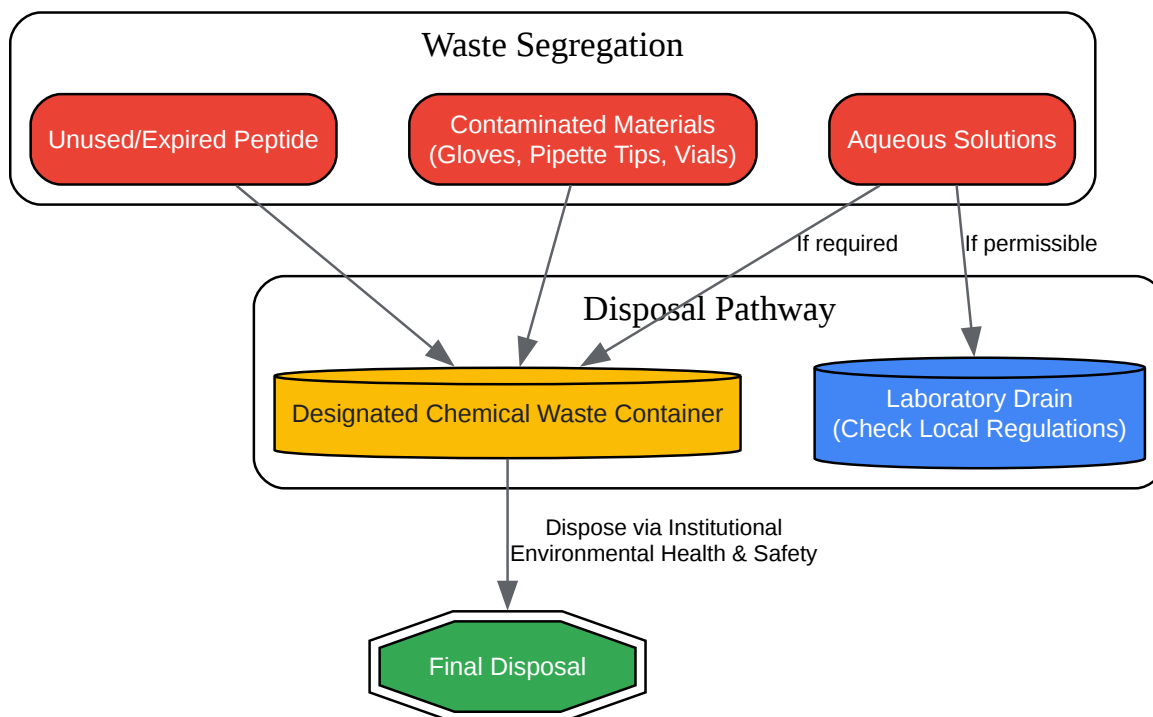 Waste Segregation
Unused/Expired Peptide
Contaminated Materials
(Gloves, Pipette Tips, Vials)
Aqueous Solutions
If required
If permissible
Disposal Pathway
Designated Chemical Waste Container
Laboratory Drain
(Check Local Regulations)
Dispose via Institutional
Environmental Health & Safety
Final Disposal